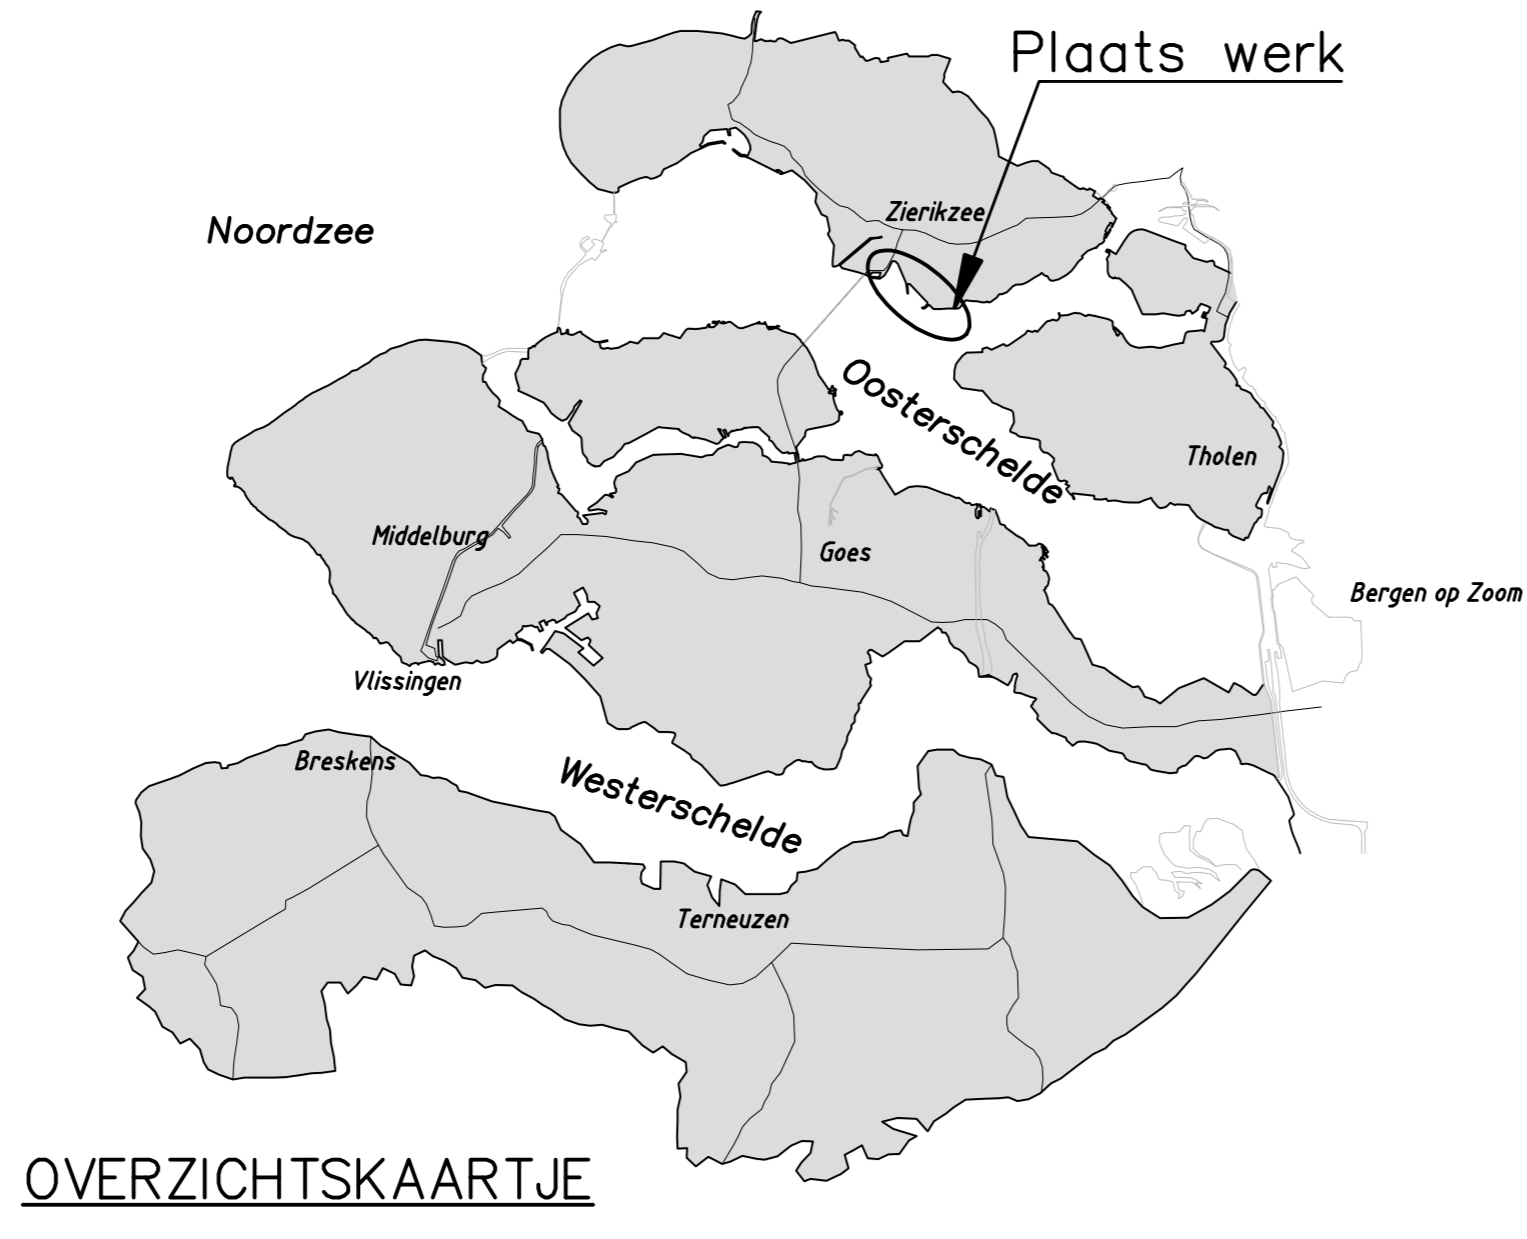 Plaats werk
Zierikzee
Noordzee
Oosterschelde
Tholen
Middelburg
Goes
Bergen op Zoom
Vlissingen
Breskens
Westerschelde
Terneuzen
OVERZICHTSKAARTJE